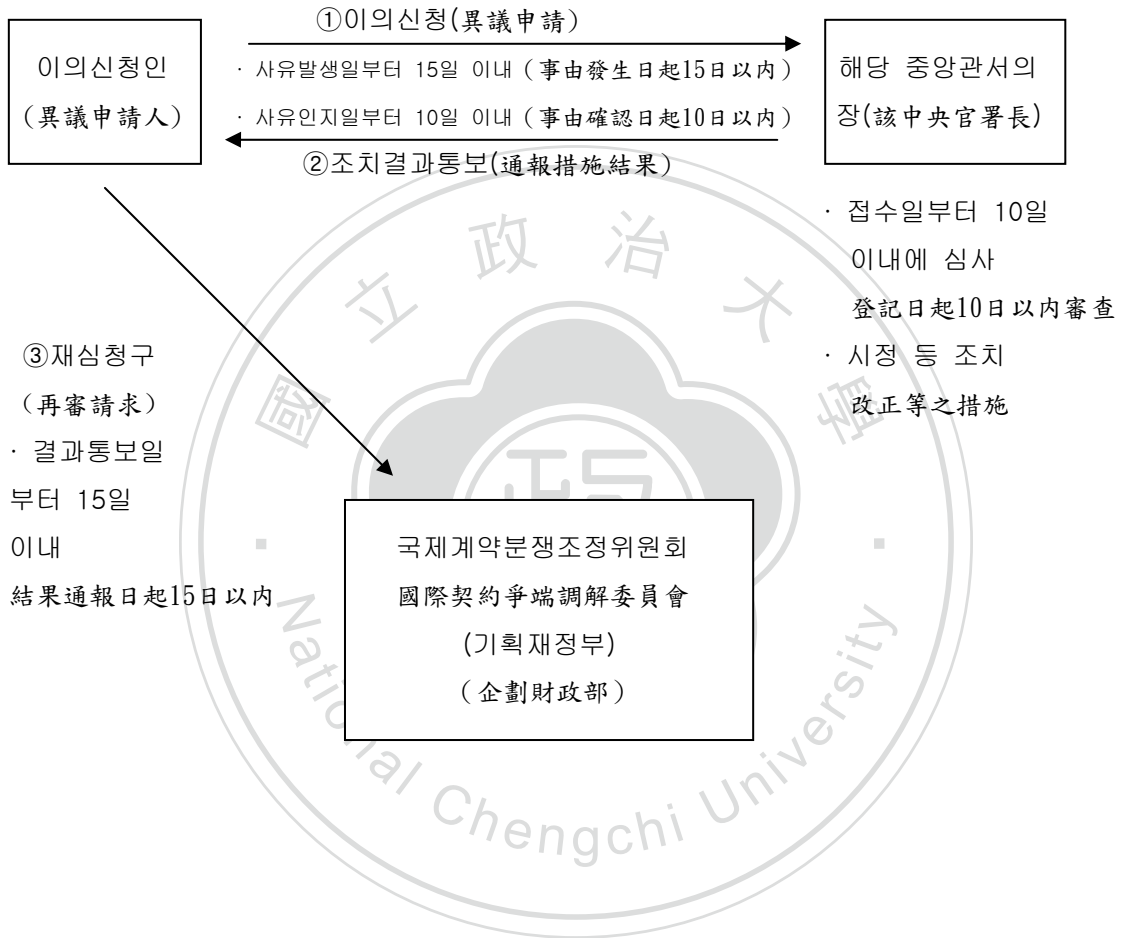 ①이의신청(異議申請)
이의신청인
(異議申請人)
· 사유발생일부터 15일 이내 (事由發生日起15日以內)
· 사유인지일부터 10일 이내 (事由確認日起10日以內)
②조치결과통보(通報措施結果)
해당 중앙관서의
장(該中央官署長)
· 접수일부터 10일
이내에 심사
登記日起10日以內審查
· 시정 등 조치
改正等之措施
③재심청구
(再審請求)
· 결과통보일
부터 15일
이내
結果通報日起15日以內
국제계약분쟁조정위원회
國際契約爭端調解委員會
(기획재정부)
(企劃財政部)
國立政治大學
National Chengchi University